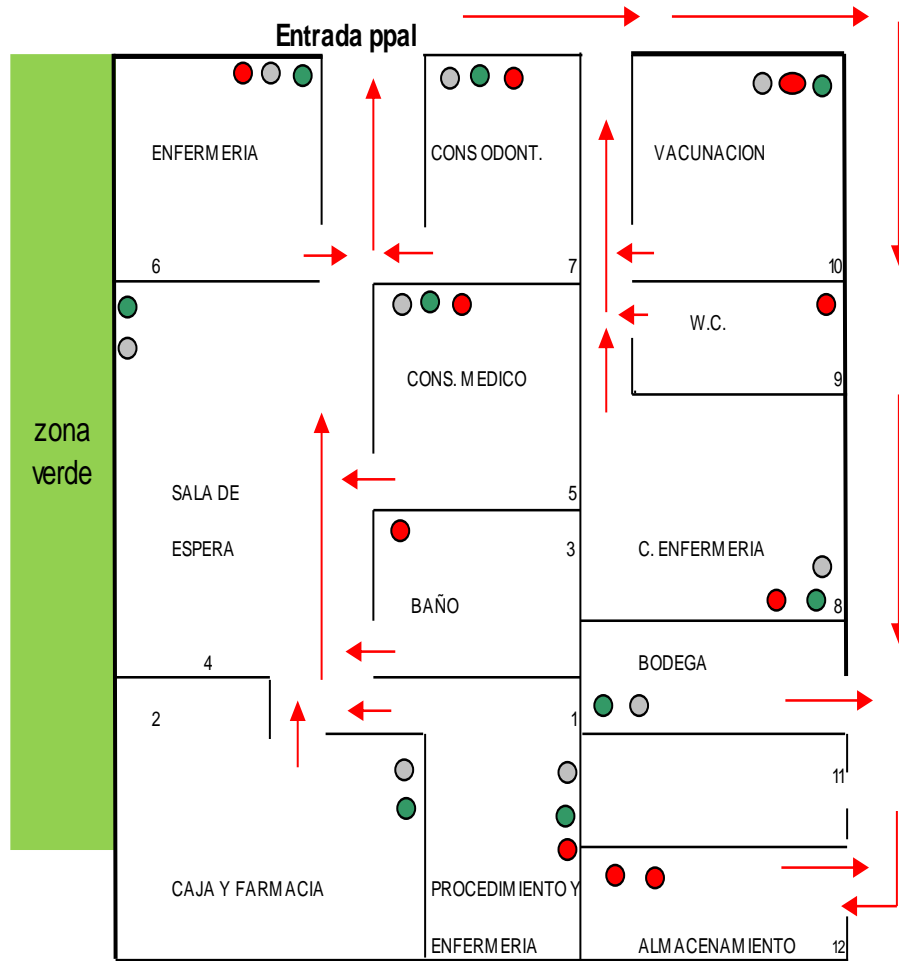 Entrada ppal
ENFERMERIA
CONS ODONT.
VACUNACION
6
7
10
W.C.
CONS. MEDICO
9
zona
verde
SALA DE
5
ESPERA
3
C. ENFERMERIA
BAÑO
8
4
BODEGA
2
1
11
CAJA Y FARMACIA
PROCEDIMIENTO Y
ENFERMERIA
ALMACENAMIENTO
12